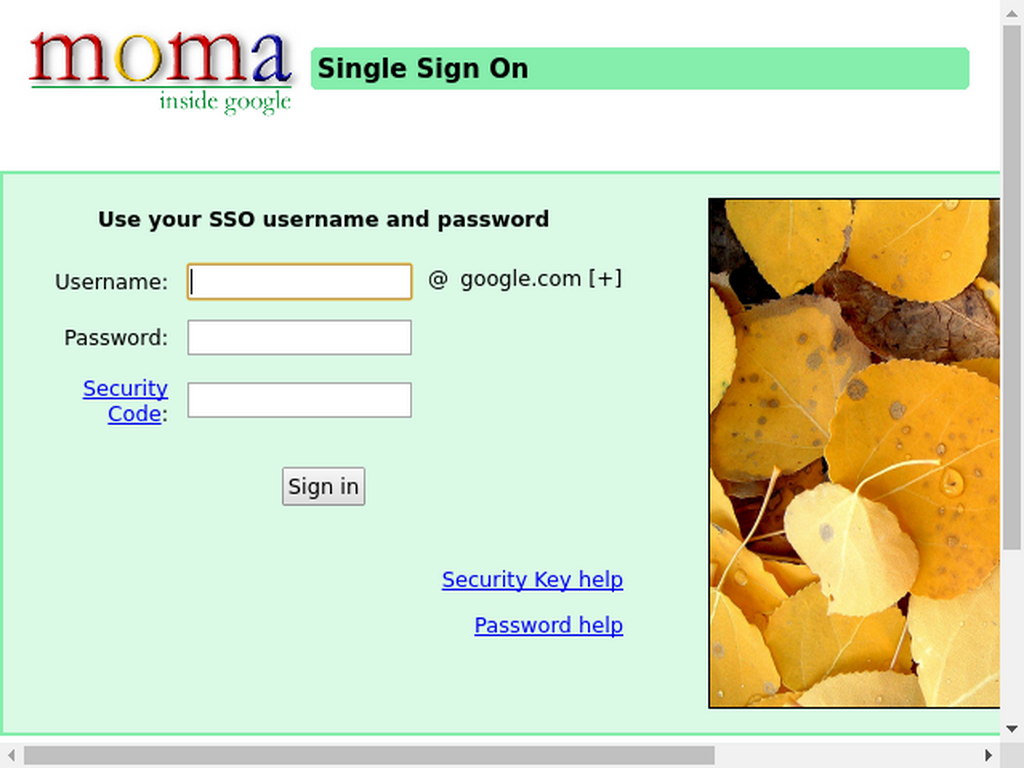 moma
inside google
Single Sign On
Use your SSO username and password
Username:
@ google.com [+]
Password:
Security
Code:
Sign in
Security Key help
Password help